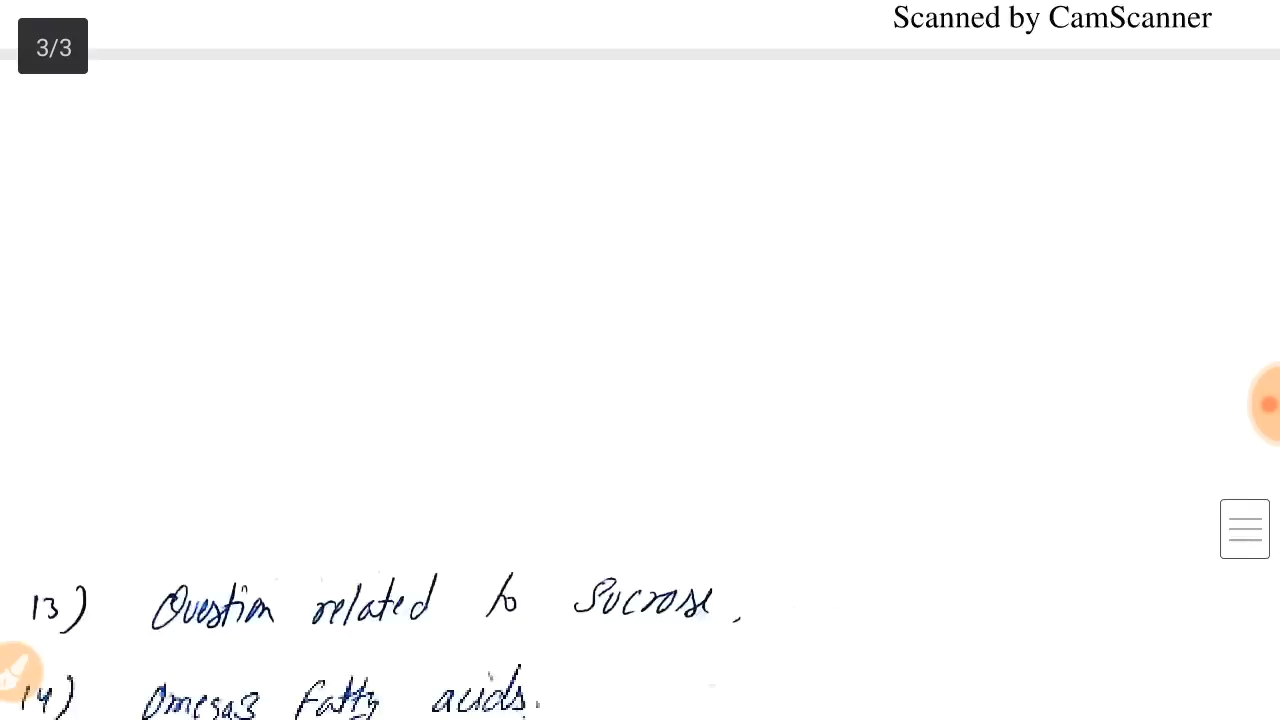 Scanned by CamScanner
3/3
13) Question related to Sucrose.
14) Omega3 Fatty acids.